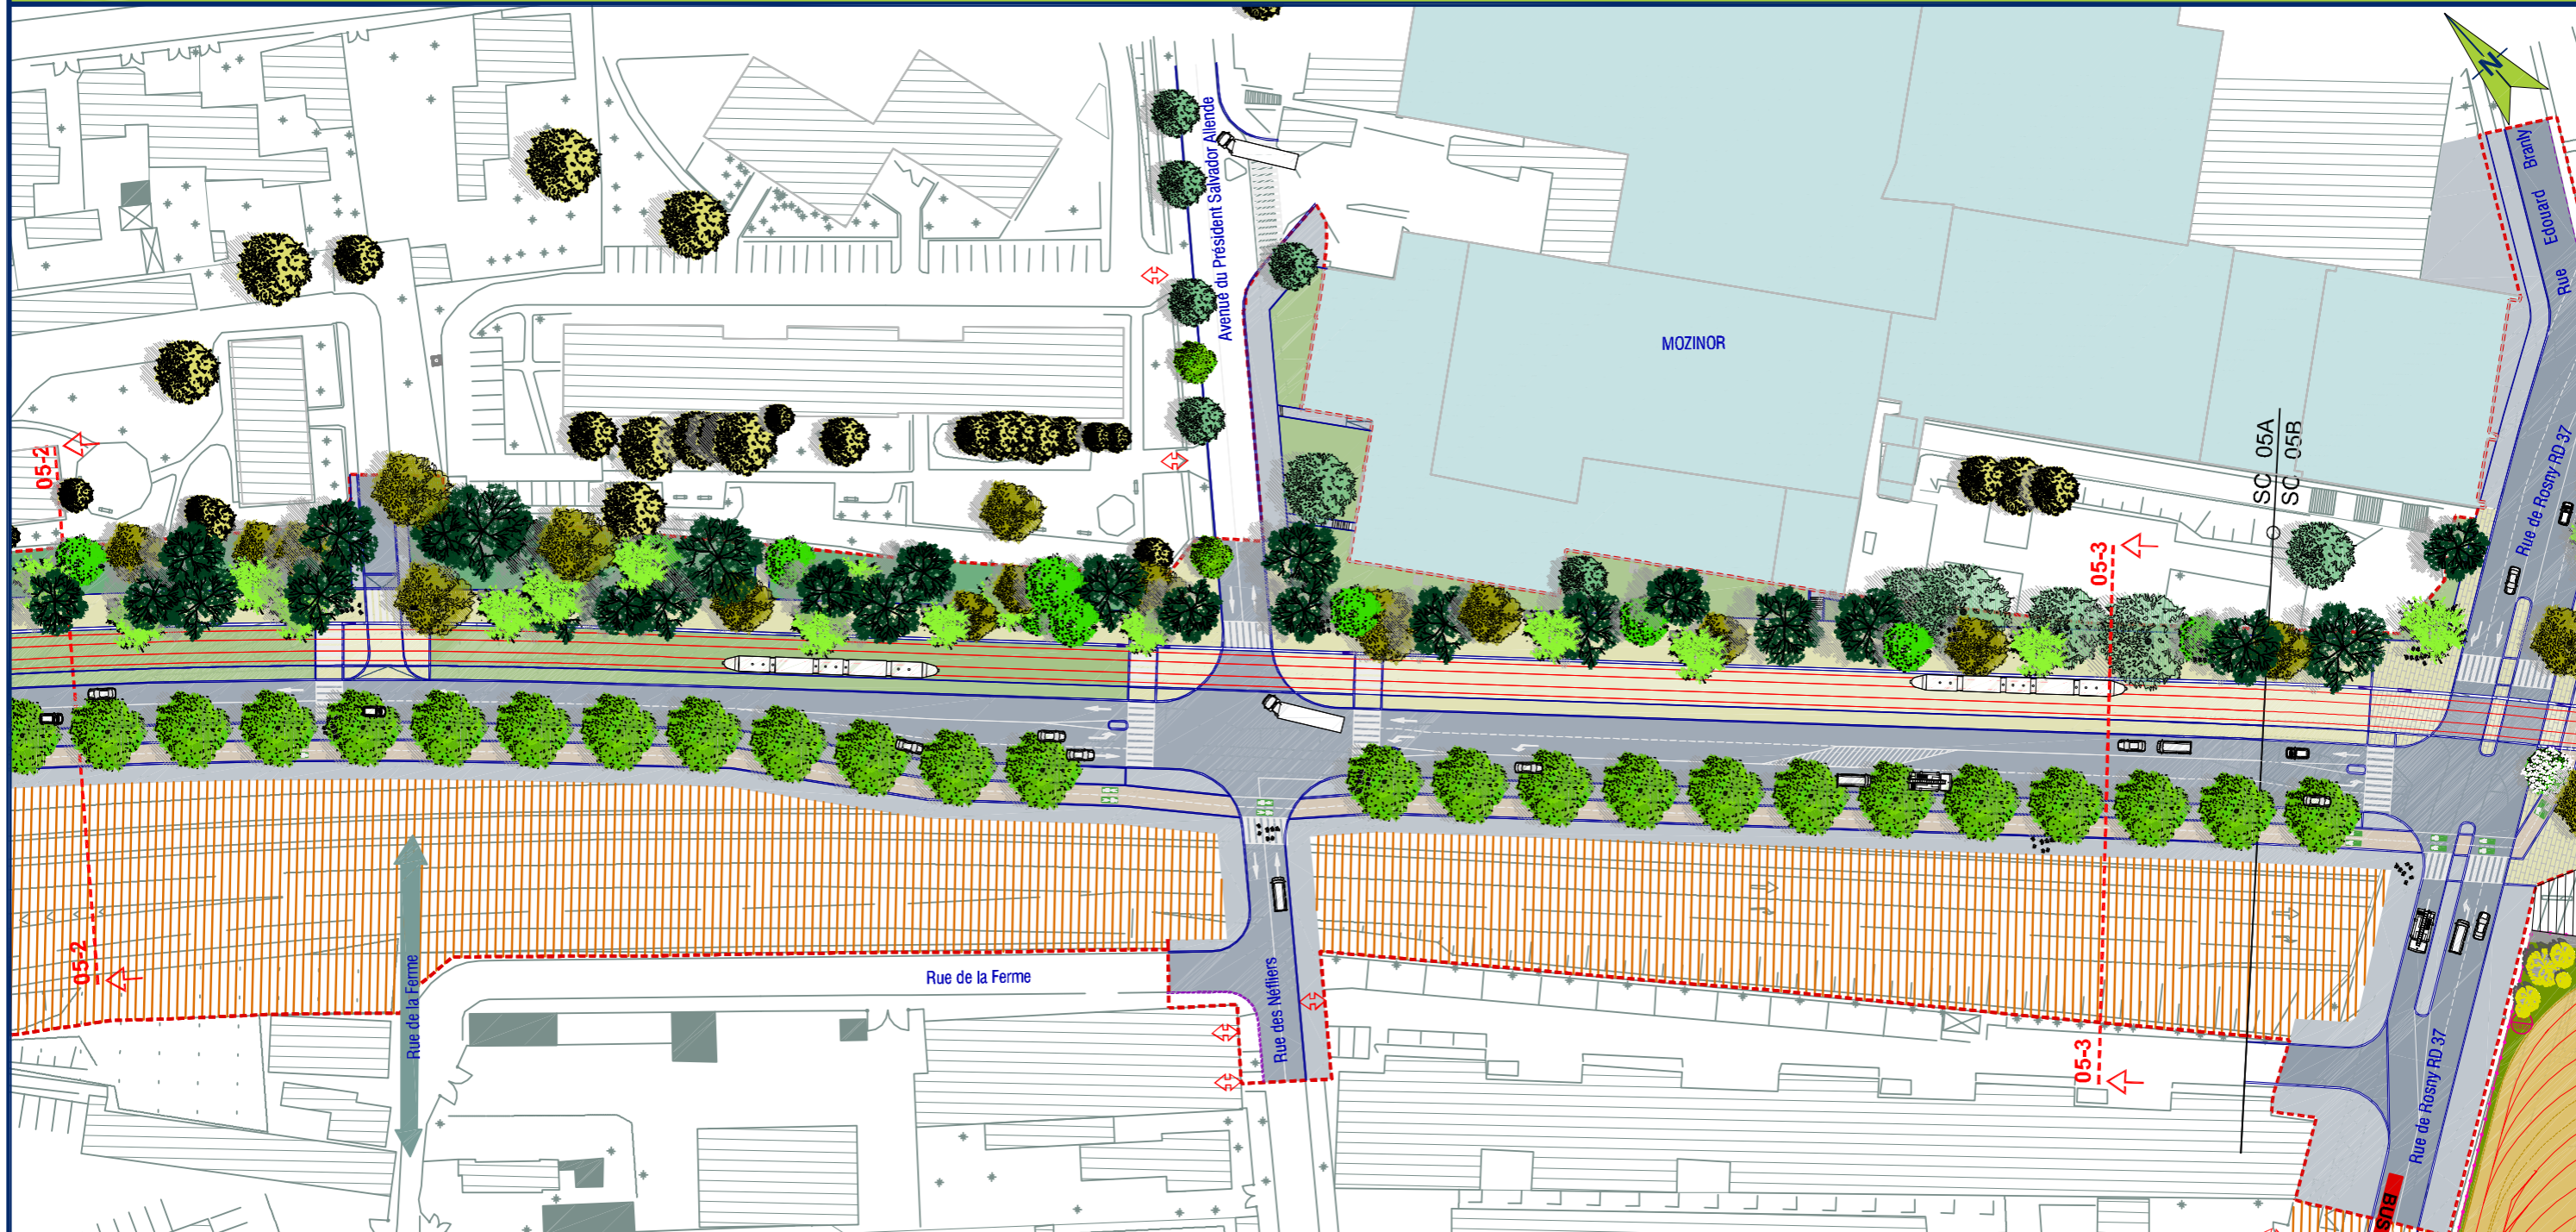 N
Avenue du Président Salvador Allende
Rue Edouard Branly
MOZINOR
Rue de Rosny RD 37
05-2
SC 05A
SC 05B
05-3
05-2
Rue de la Ferme
Rue de la Ferme
Rue des Néfliers
05-3
Rue de Rosny RD 37
BUS